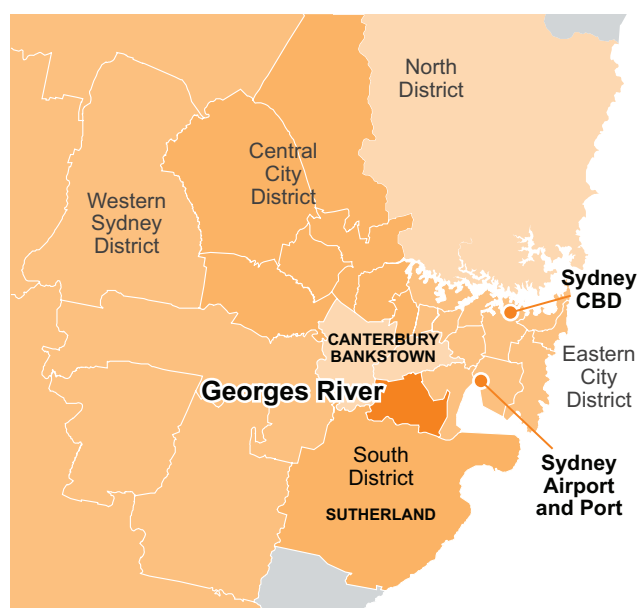 North
District
Central
City
District
Western
Sydney
District
Sydney
CBD
CANTERBURY
BANKSTOWN
Eastern
City
District
Georges River
South
District
SUTHERLAND
Sydney
Airport
and Port